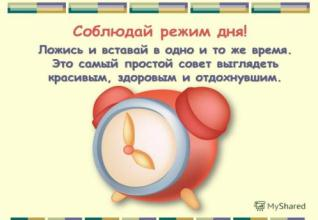 Соблюдай режим дня!
Ложись и вставай в одно и то же время.
Это самый простой совет выглядеть
красивым, здоровым и отдохнувшим.
MyShared